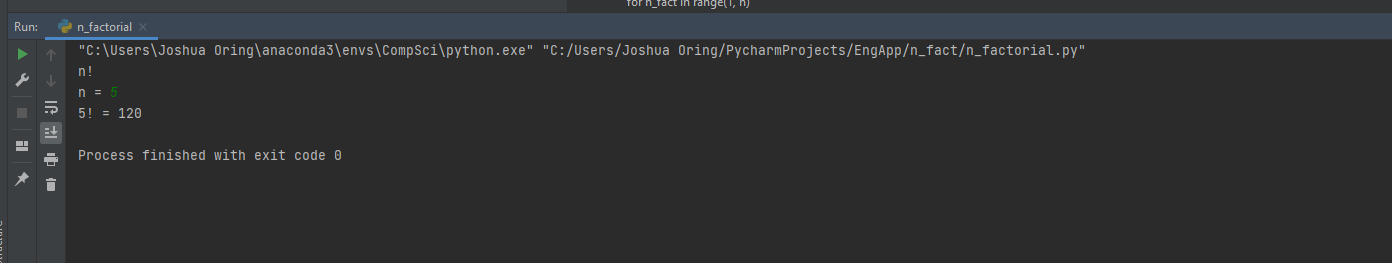 for n_fact in range(1, n)
Run: n_factorial
"C:\Users\Joshua Oring\anaconda3\envs\CompSci\python.exe" "C:/Users/Joshua Oring/PycharmProjects/EngApp/n_fact/n_factorial.py"
n!
n = 5
5! = 120
Process finished with exit code 0